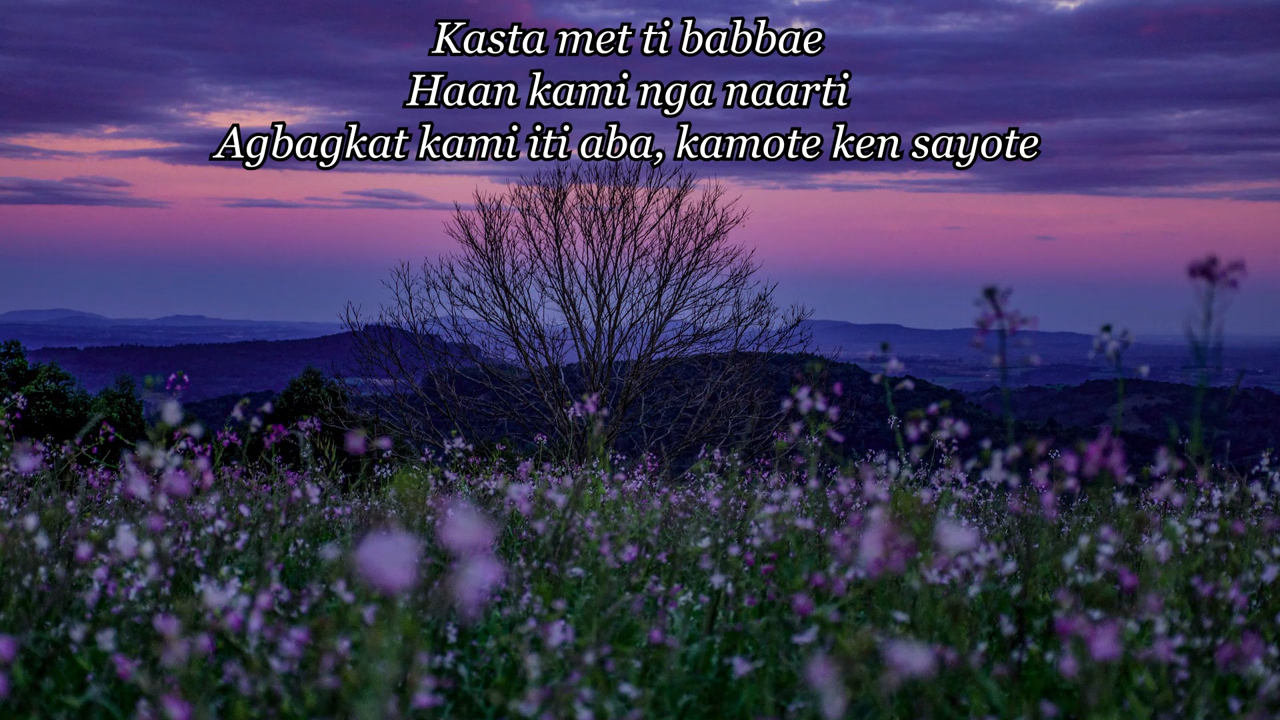 Kasta met ti babbae
Haan kami nga naarti
Agbagkat kami iti aba, kamote ken sayote